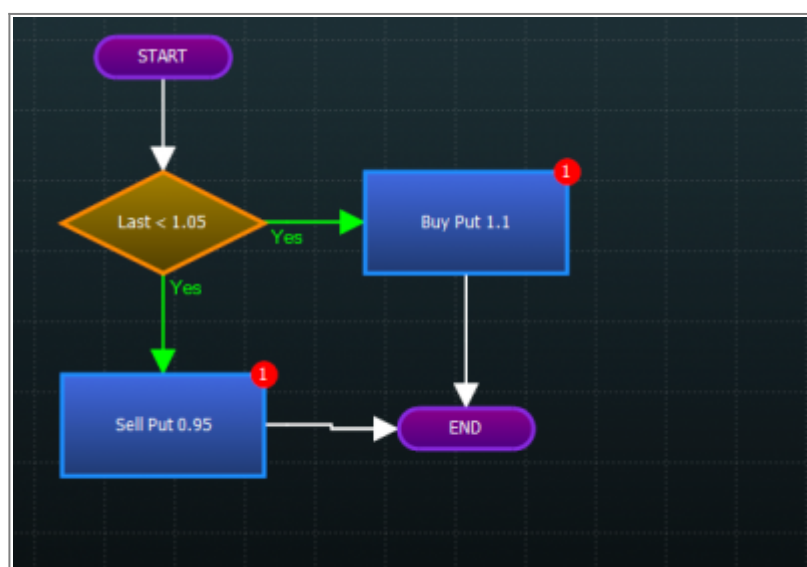 START
1
Last < 1.05
Buy Put 1.1
Yes
Yes
1
Sell Put 0.95
END